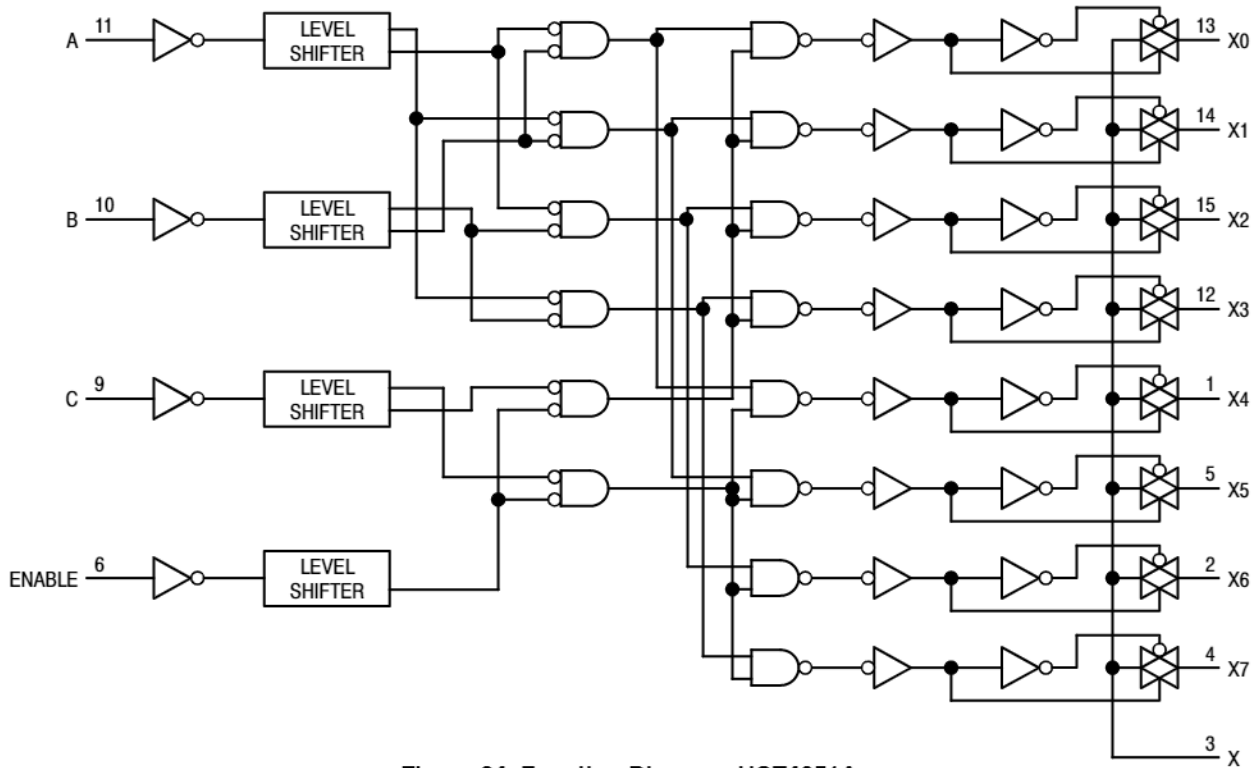 A 11 LEVEL SHIFTER 13 X0
14 X1
B 10 LEVEL SHIFTER 15 X2
12 X3
C 9 LEVEL SHIFTER 1 X4
5 X5
ENABLE 6 LEVEL SHIFTER 2 X6
4 X7
3 X